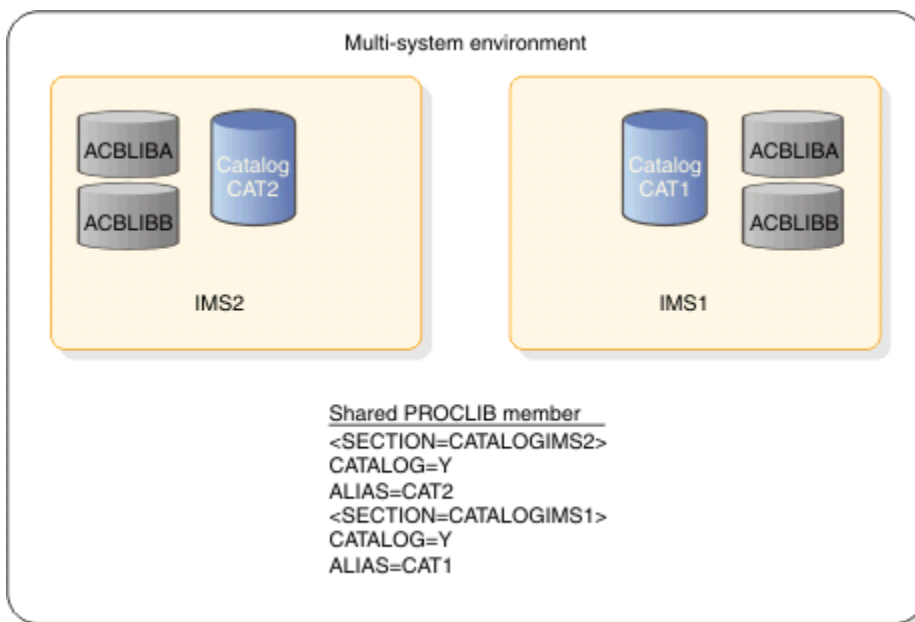 Multi-system environment
ACBLIBA
ACBLIBB
Catalog
CAT2
IMS2
Catalog
CAT1
ACBLIBA
ACBLIBB
IMS1
Shared PROCLIB member
<SECTION=CATALOGIMS2>
CATALOG=Y
ALIAS=CAT2
<SECTION=CATALOGIMS1>
CATALOG=Y
ALIAS=CAT1